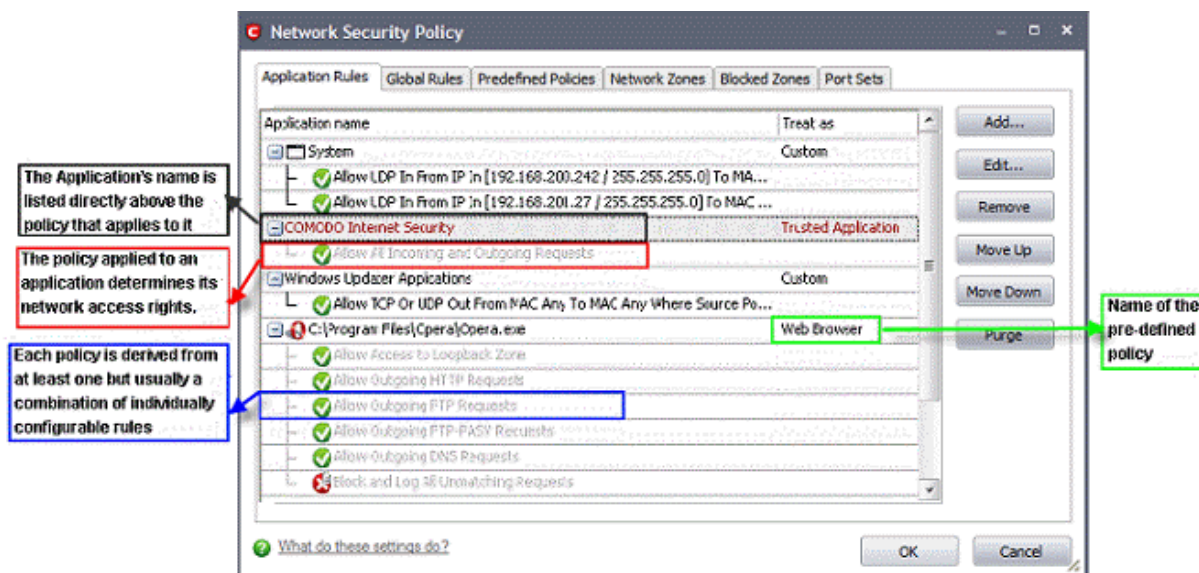 Network Security Policy
Application Rules
Global Rules
Predefined Policies
Network Zones
Blocked Zones
Port Sets
Application name
Treat as
Add...
System
Custom
Edit...
Allow UDP In From IP In [192.168.200.242 / 255.255.255.0] To MA...
Allow UDP In From IP In [192.168.201.27 / 255.255.255.0] To MAC ...
Remove
COMODO Internet Security
Trusted Application
Allow All Incoming and Outgoing Requests
Move Up
Windows Updater Applications
Custom
Allow TCP Or UDP Out From MAC Any To MAC Any Where Source Po...
Move Down
C:\Program Files\Opera\Opera.exe
Web Browser
Purge
Allow Access to Loopback Zone
Allow Outgoing HTTP Requests
Allow Outgoing FTP Requests
Allow Outgoing FTP-PASV Requests
Allow Outgoing DNS Requests
Block and Log All Unmatching Requests
What do these settings do?
OK
Cancel
The Application's name is
listed directly above the
policy that applies to it
The policy applied to an
application determines its
network access rights.
Each policy is derived from
at least one but usually a
combination of individually
configurable rules
Name of the
pre-defined
policy